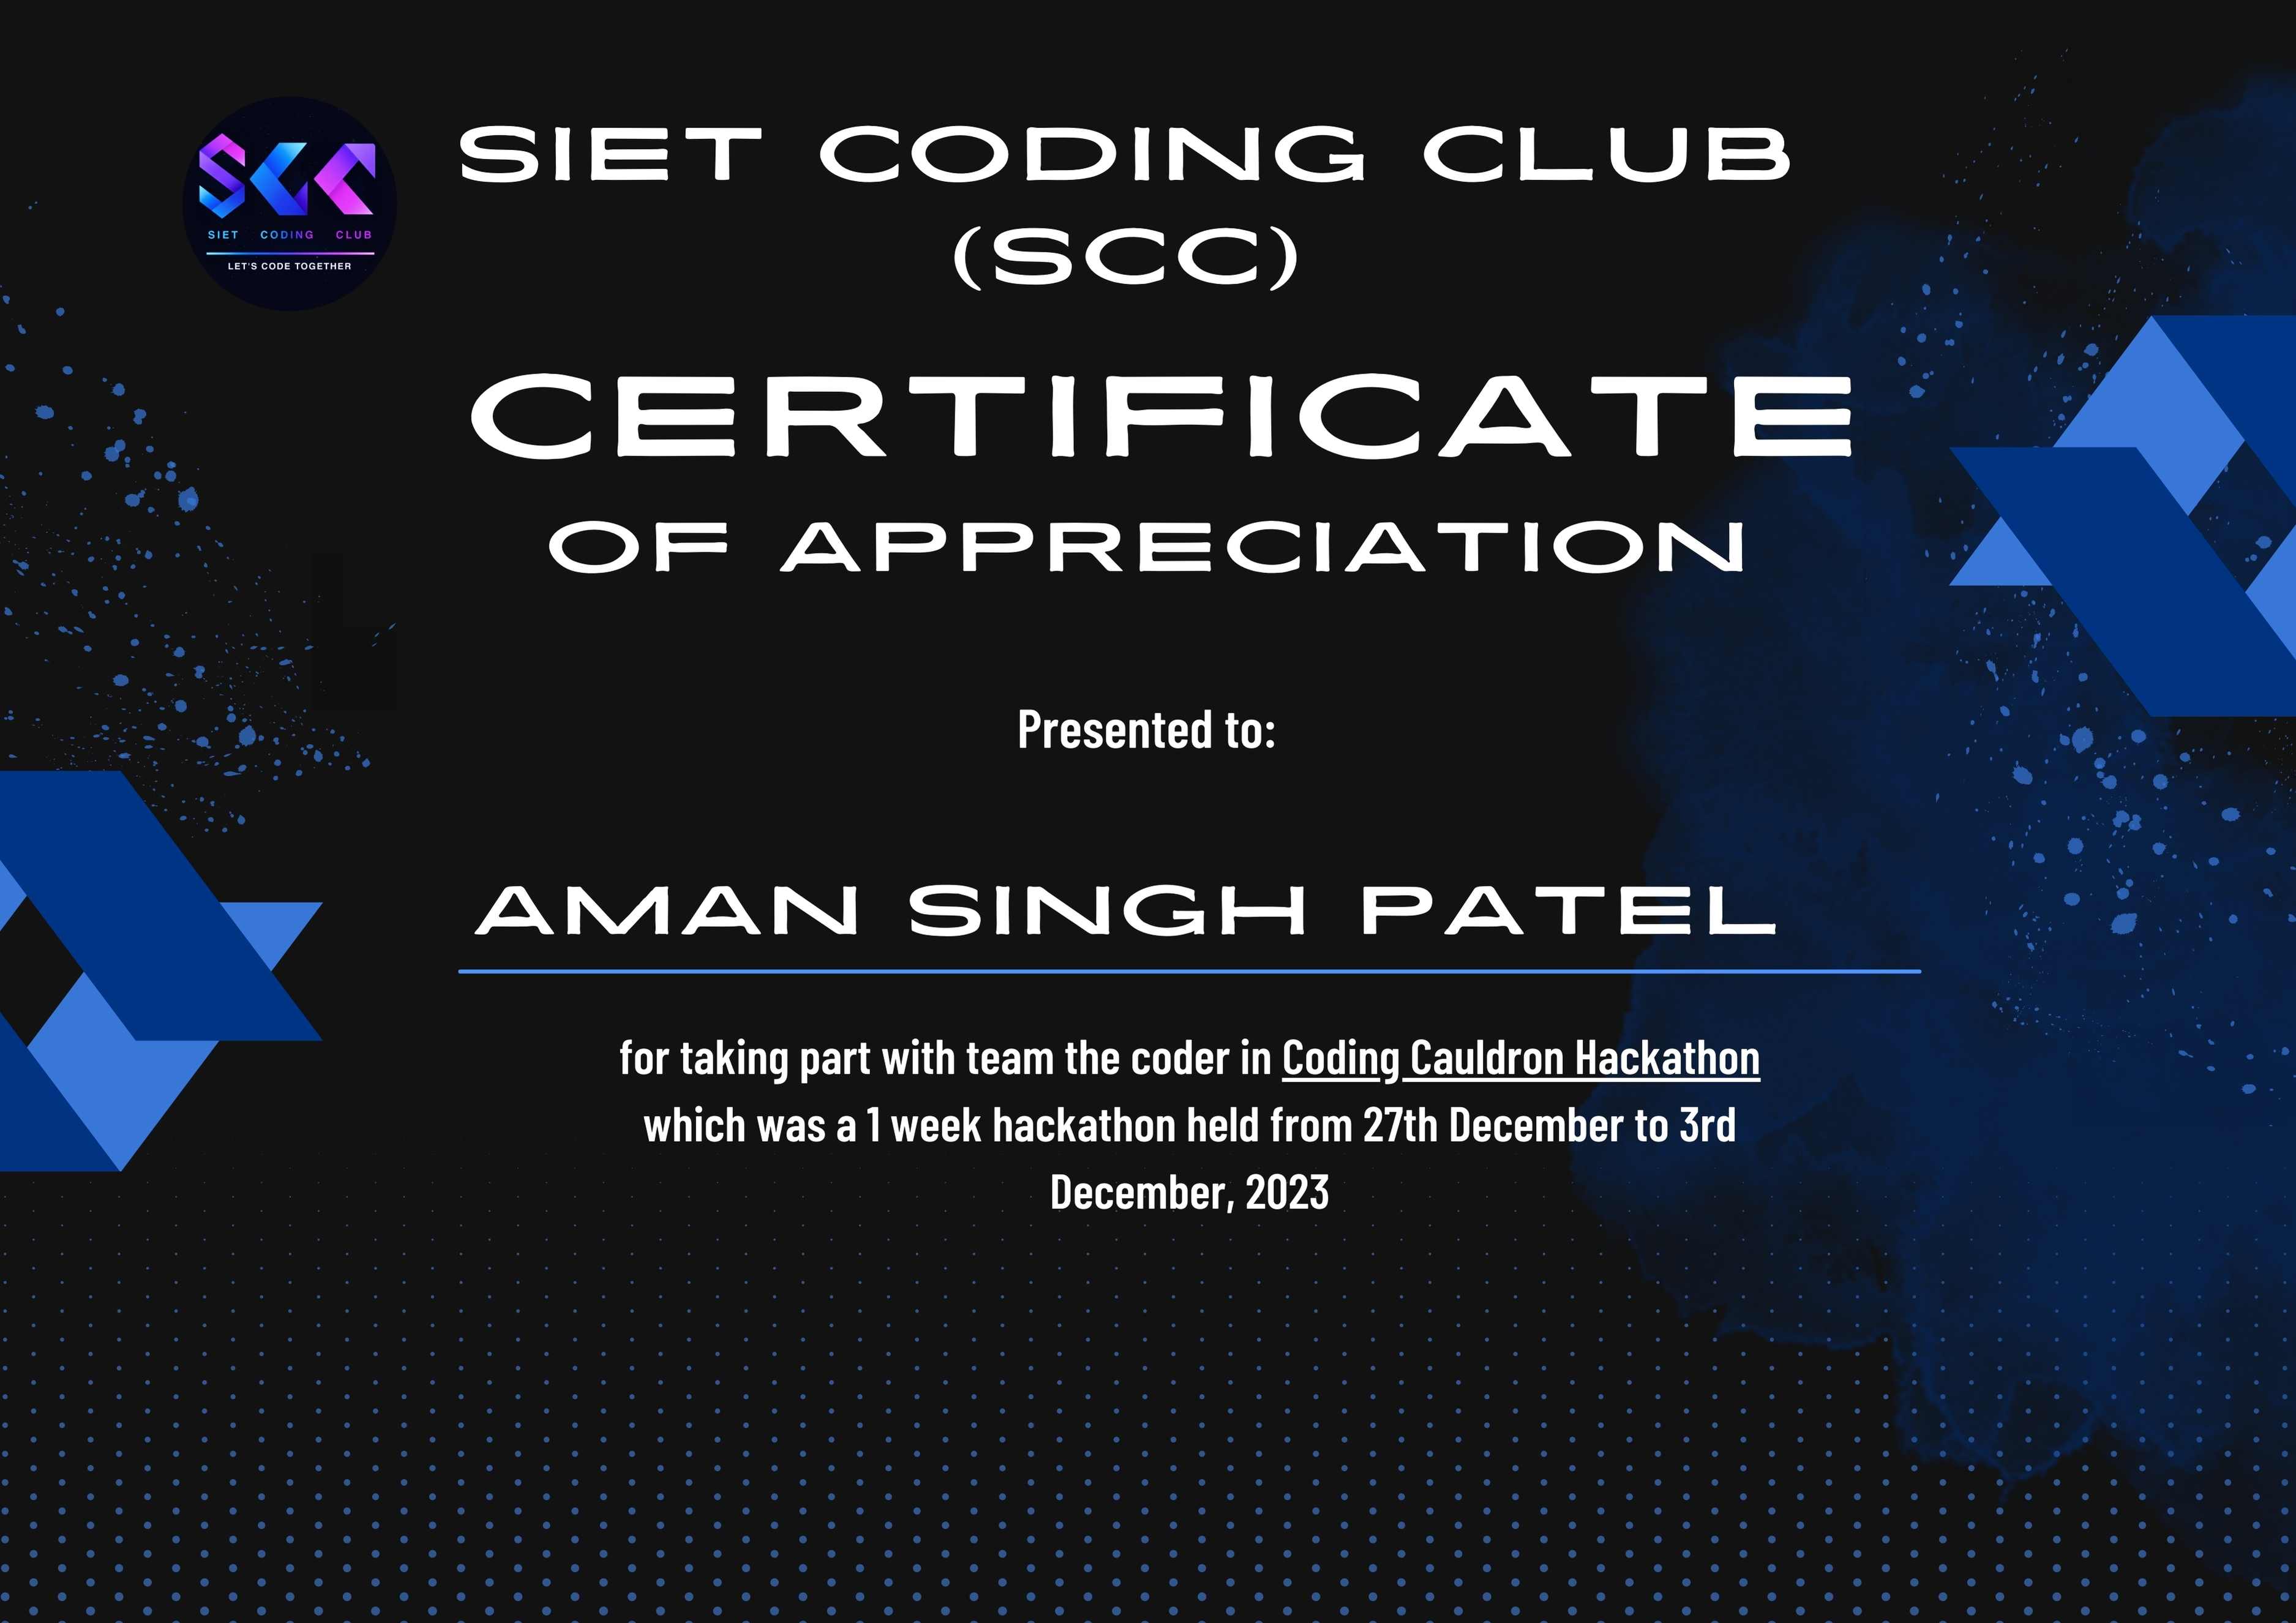 SCC
SIET CODING CLUB
LET'S CODE TOGETHER
SIET CODING CLUB
(SCC)
CERTIFICATE
OF APPRECIATION
Presented to:
AMAN SINGH PATEL
for taking part with team the coder in Coding Cauldron Hackathon
which was a 1 week hackathon held from 27th December to 3rd
December, 2023